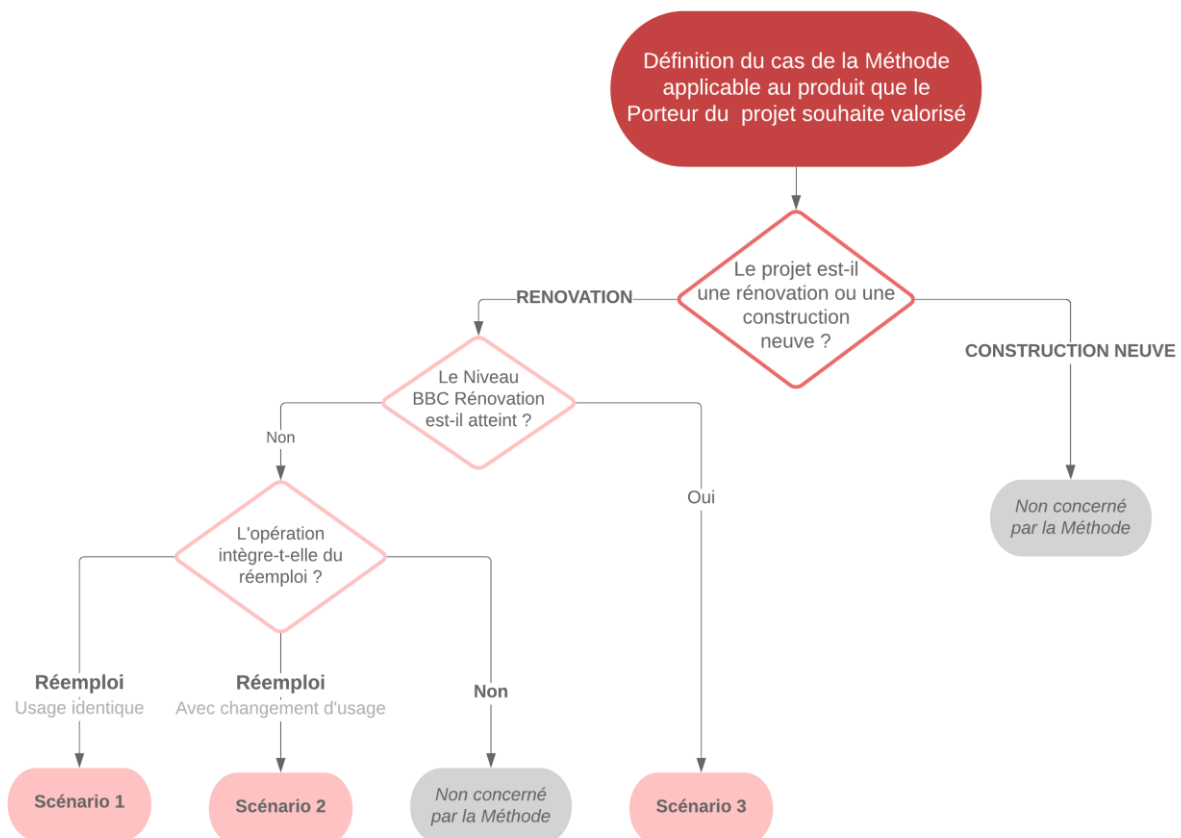 Définition du cas de la Méthode
applicable au produit que le
Porteur du projet souhaite valorisé
Le projet est-il
une rénovation ou une
construction
neuve ?
RENOVATION
CONSTRUCTION NEUVE
Le Niveau
BBC Rénovation
est-il atteint ?
Non
Oui
Non concerné
par la Méthode
L'opération
intègre-t-elle du
réemploi ?
Réemploi
Usage identique
Réemploi
Avec changement d'usage
Non
Scénario 1
Scénario 2
Non concerné
par la Méthode
Scénario 3